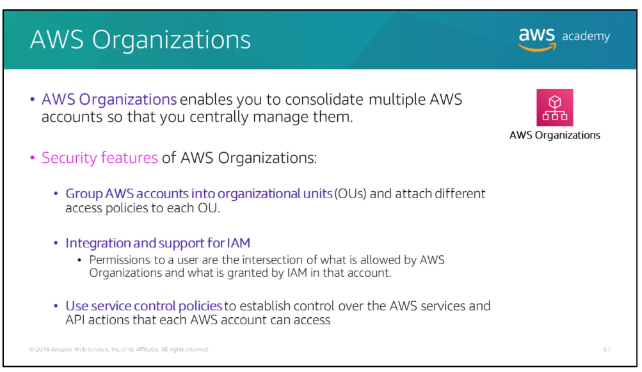 AWS Organizations
aws academy
• AWS Organizations enables you to consolidate multiple AWS
accounts so that you centrally manage them.
AWS Organizations
• Security features of AWS Organizations:
• Group AWS accounts into organizational units (OUs) and attach different
access policies to each OU.
• Integration and support for IAM
• Permissions to a user are the intersection of what is allowed by AWS
Organizations and what is granted by IAM in that account.
• Use service control policies to establish control over the AWS services and
API actions that each AWS account can access
© 2019 Amazon Web Services, Inc. or its Affiliates. All rights reserved.
57